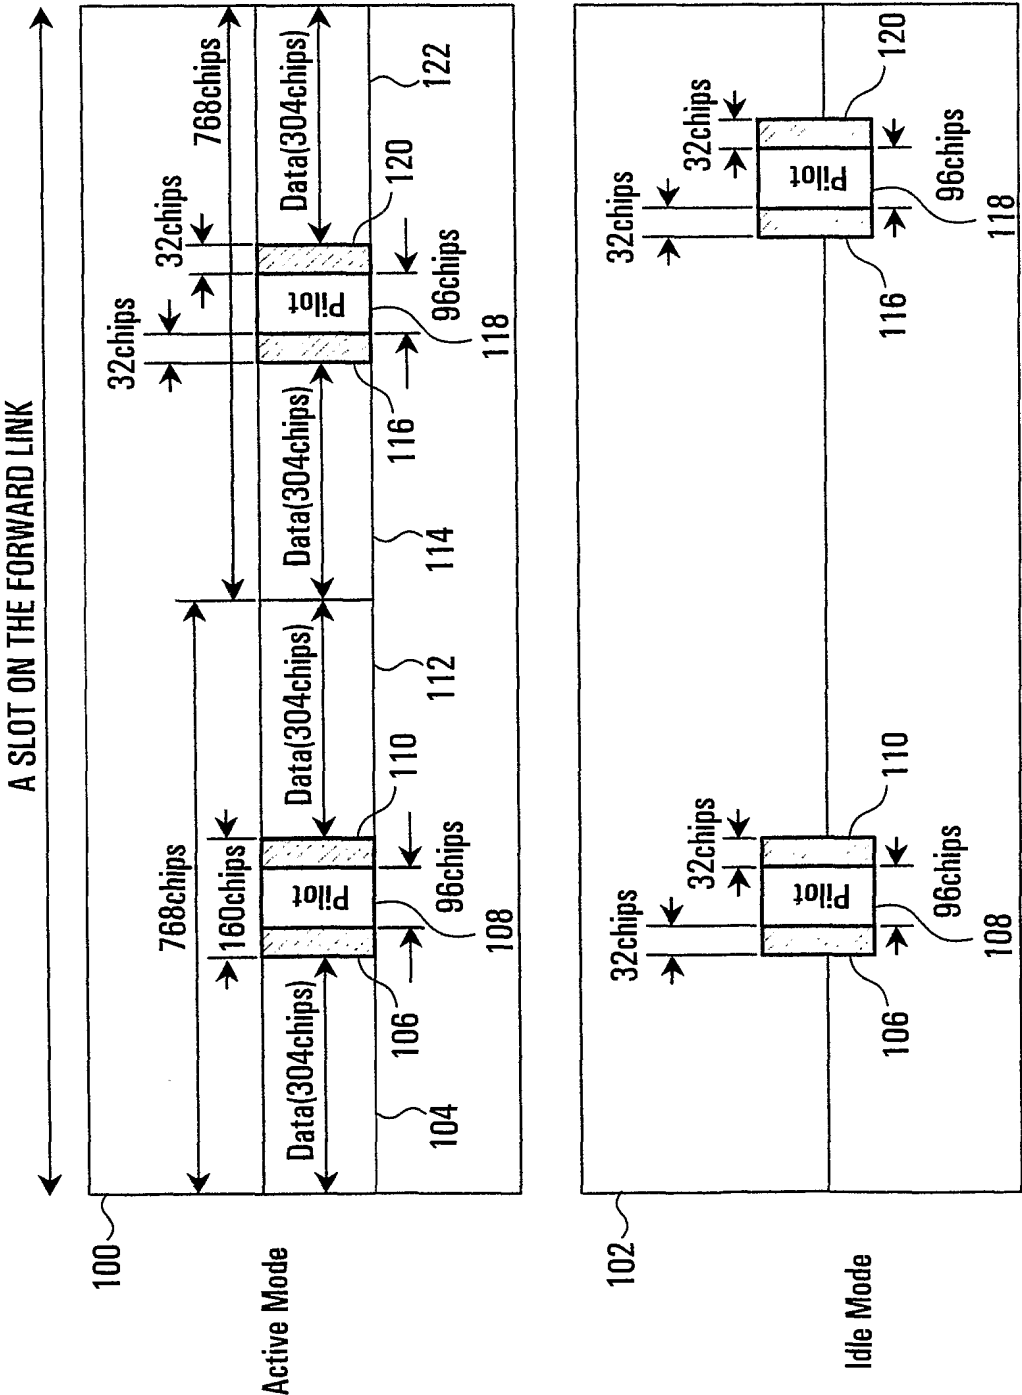 A SLOT ON THE FORWARD LINK
100
Active Mode
768chips
768chips
160chips
32chips
32chips
Data(304chips)
Pilot
Data(304chips)
Data(304chips)
Pilot
Data(304chips)
96chips
96chips
104
106
108
110
112
114
116
118
120
122
102
Idle Mode
32chips
32chips
32chips
32chips
Pilot
Pilot
96chips
96chips
106
108
110
116
118
120